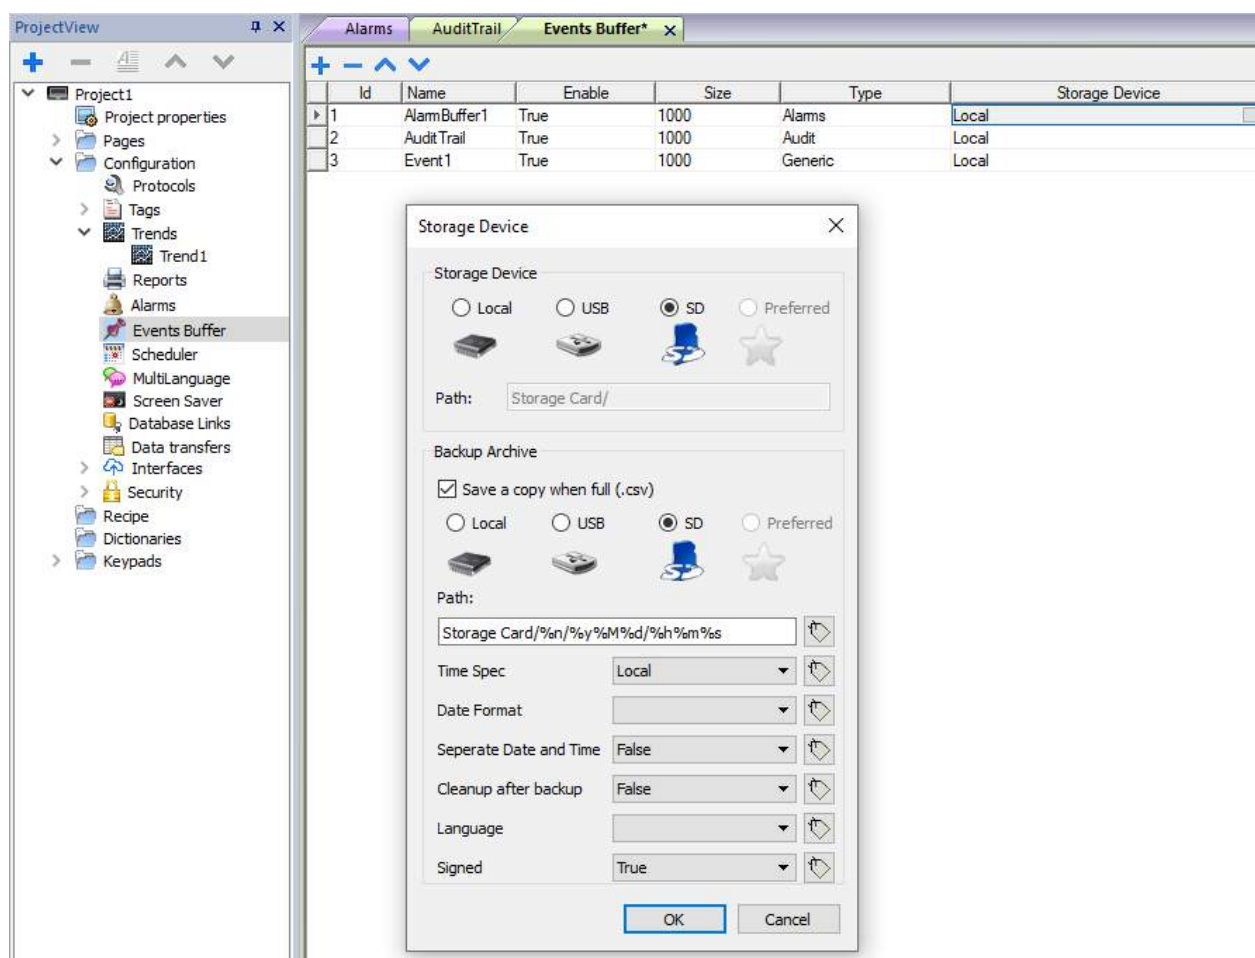 ProjectView
Project1
Project properties
Pages
Configuration
Protocols
Tags
Trends
Trend1
Reports
Alarms
Events Buffer
Scheduler
MultiLanguage
Screen Saver
Database Links
Data transfers
Interfaces
Security
Recipe
Dictionaries
Keypads
Alarms AuditTrail Events Buffer*
Id Name Enable Size Type Storage Device
1 AlarmBuffer1 True 1000 Alarms Local
2 AuditTrail True 1000 Audit Local
3 Event1 True 1000 Generic Local
Storage Device
Storage Device
Local USB SD Preferred
Path: Storage Card/
Backup Archive
Save a copy when full (.csv)
Local USB SD Preferred
Path:
Storage Card/%n/%y%M%d/%h%m%s
Time Spec Local
Date Format
Seperate Date and Time False
Cleanup after backup False
Language
Signed True
OK Cancel